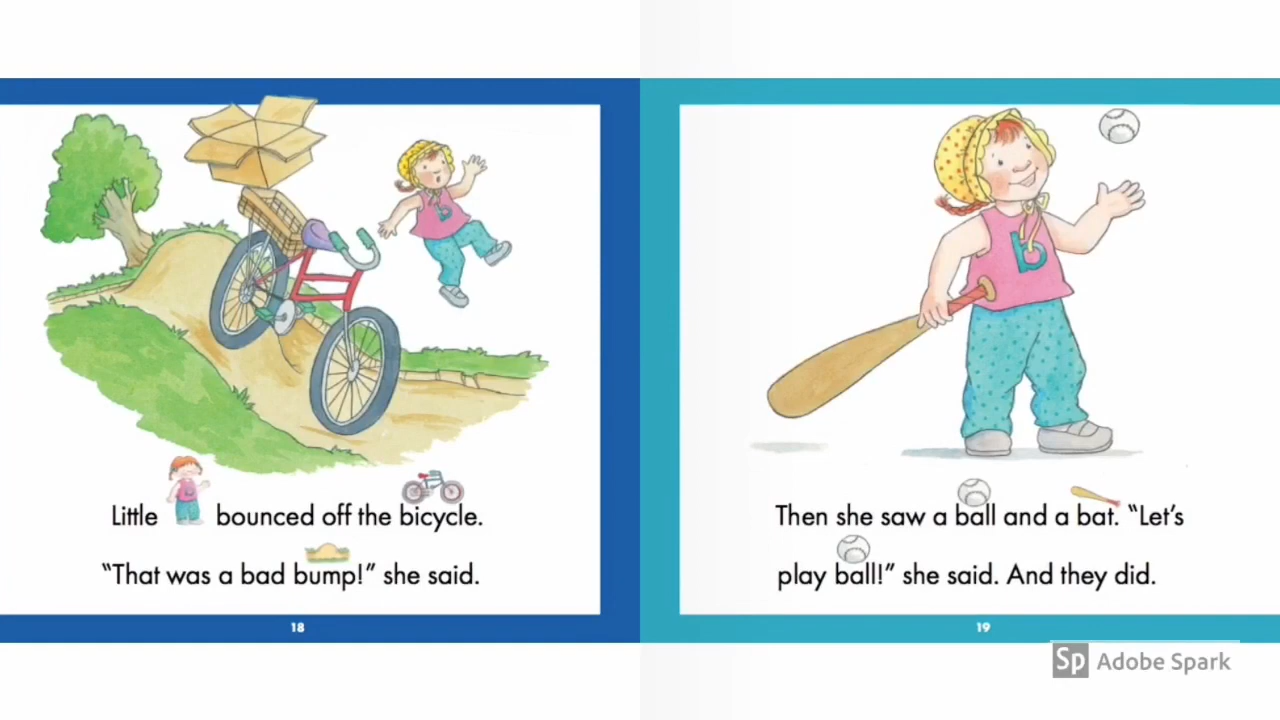 Little bounced off the bicycle.
"That was a bad bump!" she said.
18
b
b
Then she saw a ball and a bat. "Let's
play ball!" she said. And they did.
19
Sp Adobe Spark